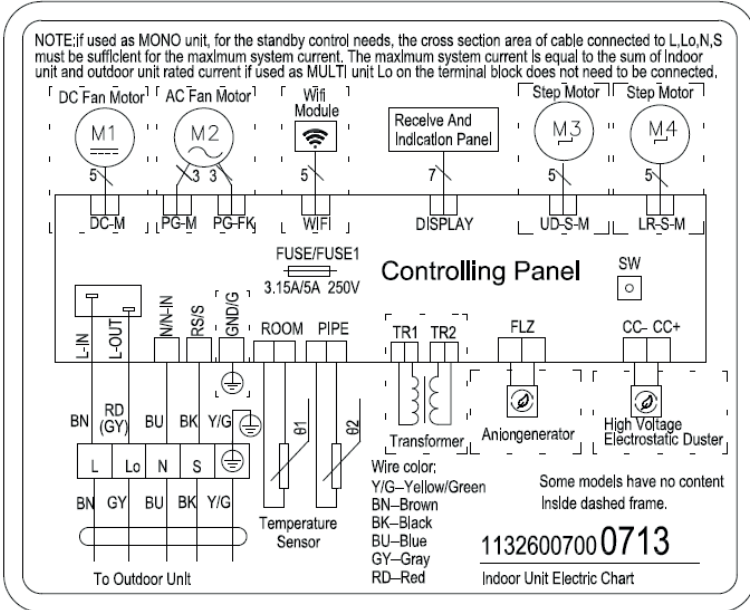 NOTE;if used as MONO unit, for the standby control needs, the cross section area of cable connected to L,Lo,N,S
must be sufficient for the maximum system current. The maximum system current is equal to the sum of indoor
unit and outdoor unit rated current if used as MULTI unit Lo on the terminal block does not need to be connected.
DC Fan Motor AC Fan Motor Wifi Module Step Motor Step Motor
M1 M2 Receive And Indication Panel M3 M4
5 3 3 5 7 5 5
DC-M PG-M PG-FK WIFI DISPLAY UD-S-M LR-S-M
FUSE/FUSE1
3.15A/5A 250V
Controlling Panel
SW
L-IN L-OUT N/N-IN RS/S GND/G
ROOM PIPE TR1 TR2 FLZ CC- CC+
BN RD (GY) BU BK Y/G
θ1 θ2
Transformer Aniongenerator High Voltage Electrostatic Duster
L Lo N S
BN GY BU BK Y/G
To Outdoor Unit
Temperature
Sensor
Wire color;
Y/G–Yellow/Green
BN–Brown
BK–Black
BU–Blue
GY–Gray
RD–Red
Some models have no content
Inside dashed frame.
1132600700 0713
Indoor Unit Electric Chart